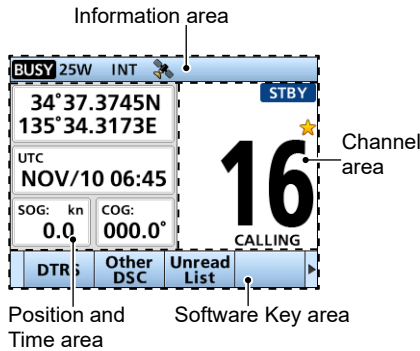 Information area
BUSY 25W INT
STBY
34°37.3745N
135°34.3173E
UTC
NOV/10 06:45
SOG: kn
0.0
COG:
000.0°
16
CALLING
Channel
area
DTRS
Other
DSC
Unread
List
Position and
Time area
Software Key area